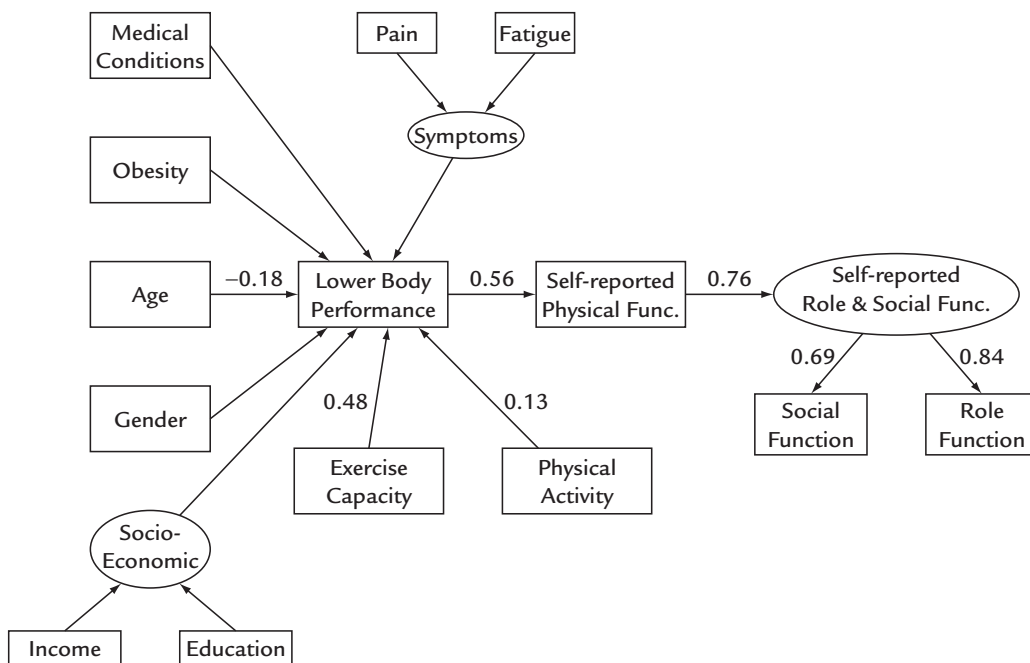 Medical
Conditions
Pain
Fatigue
Symptoms
Obesity
Age
−0.18
Lower Body
Performance
0.56
Self-reported
Physical Func.
0.76
Self-reported
Role & Social Func.
0.69
0.84
Social
Function
Role
Function
Gender
0.48
0.13
Exercise
Capacity
Physical
Activity
Socio-
Economic
Income
Education